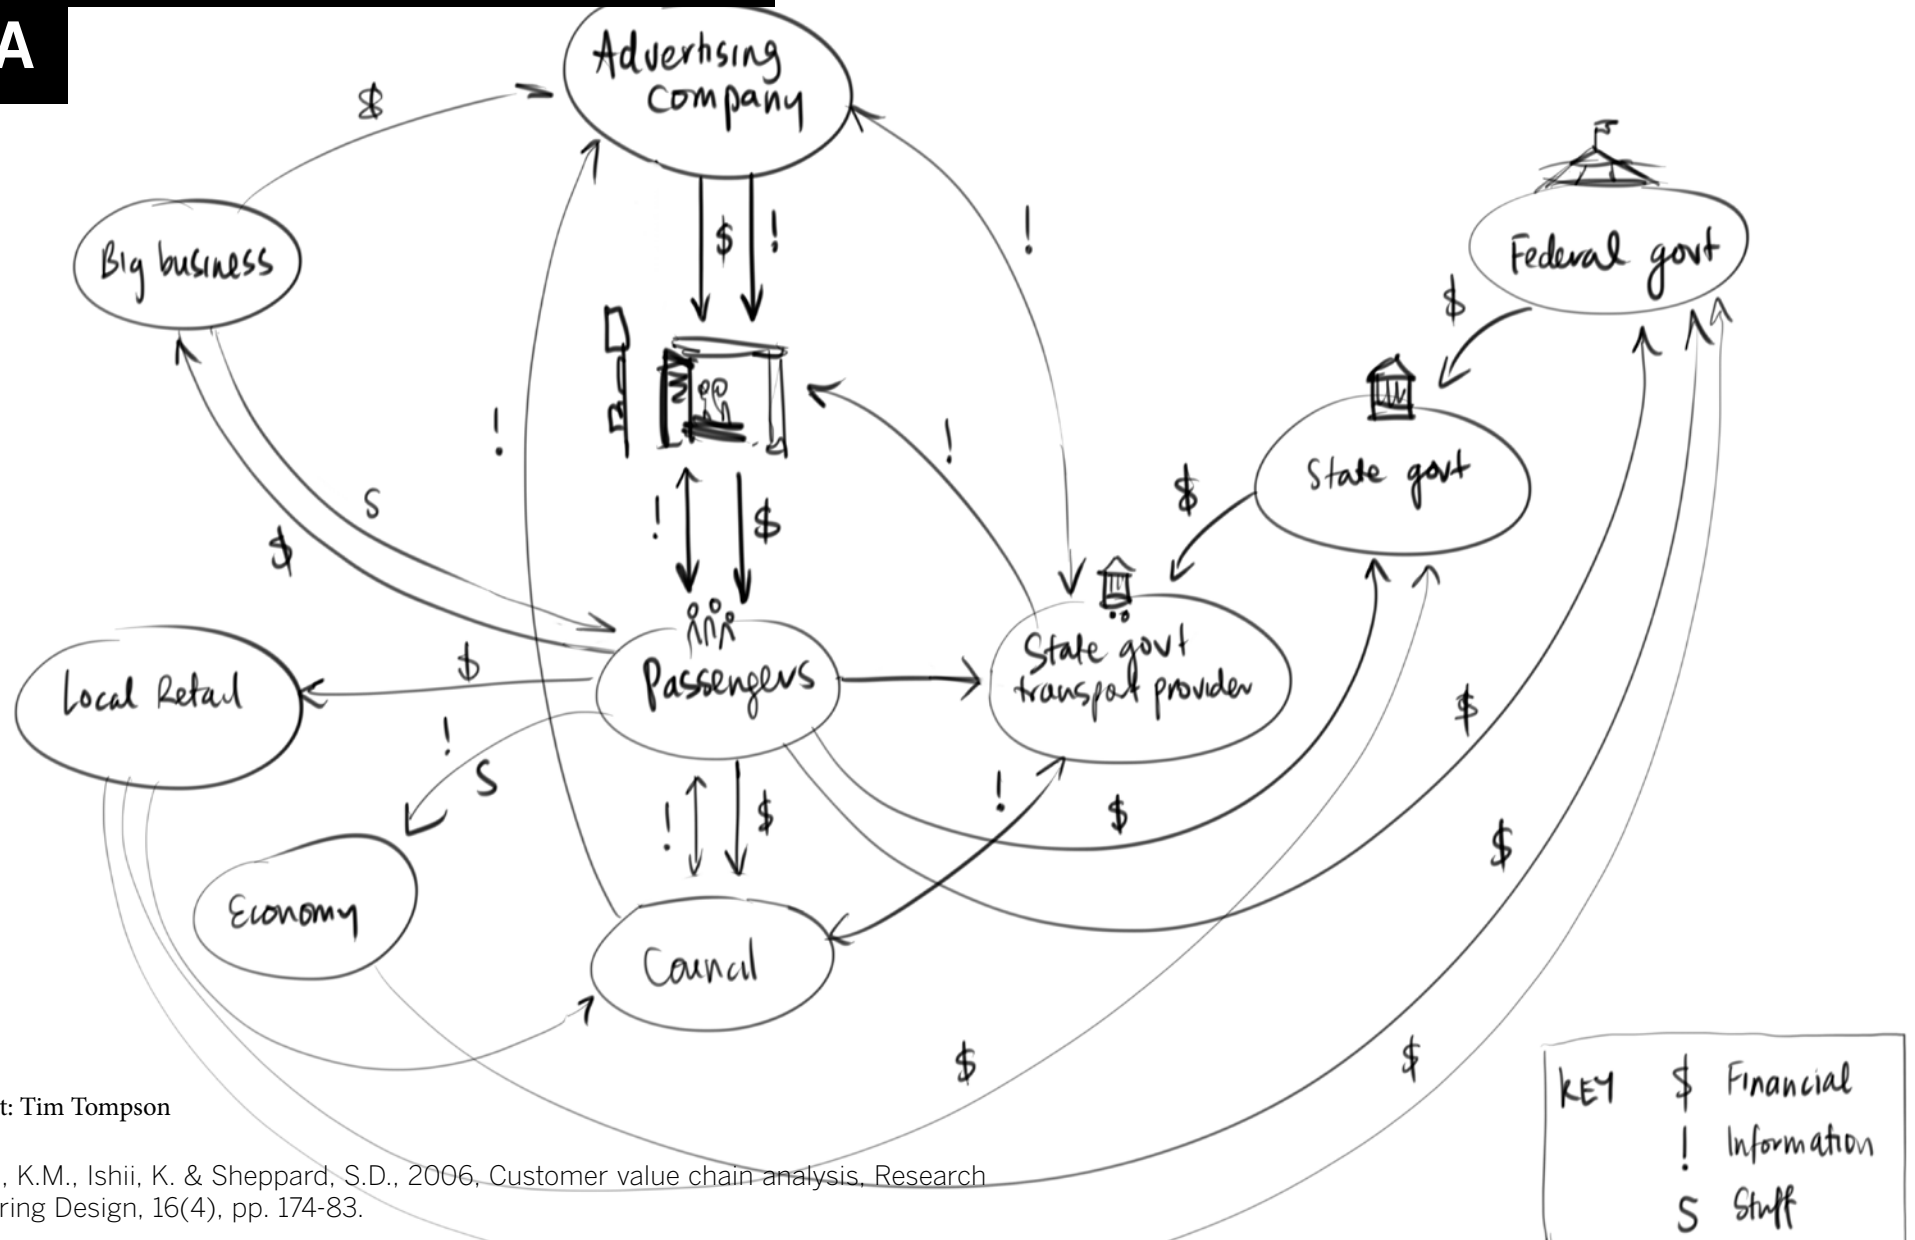 A
Advertising
company
$
Big business
$
!
!
Federal govt
$
!
!
State govt
$
S
$
!
$
State govt
transport provider
Passengers
$
Local Retail
!
S
!
$
$
!
$
$
Economy
Council
$
$
t: Tim Tompson
, K.M., Ishii, K. & Sheppard, S.D., 2006, Customer value chain analysis, Research
ring Design, 16(4), pp. 174-83.
KEY $ Financial
! Information
S Stuff